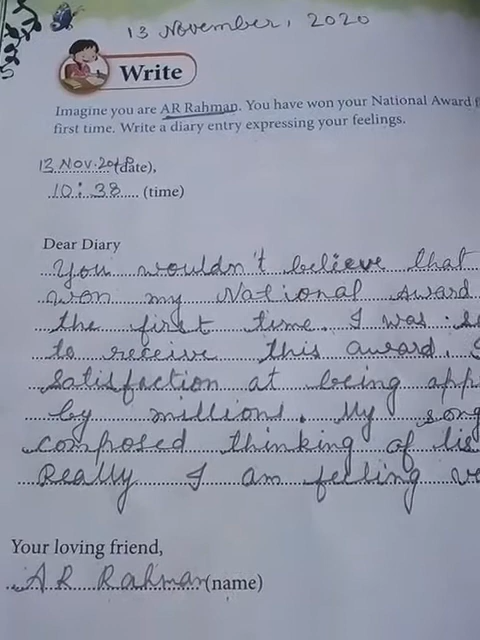 13 November, 2020
Write
Imagine you are AR Rahman. You have won your National Award
first time. Write a diary entry expressing your feelings.
13 Nov. (date),
10:38 (time)
Dear Diary
You wouldn't believe that
won my National Award
the first time. I was
to receive this award.
satisfaction at being
by millions. My song
composed thinking of
Really I am feeling
Your loving friend,
A R Rahman (name)